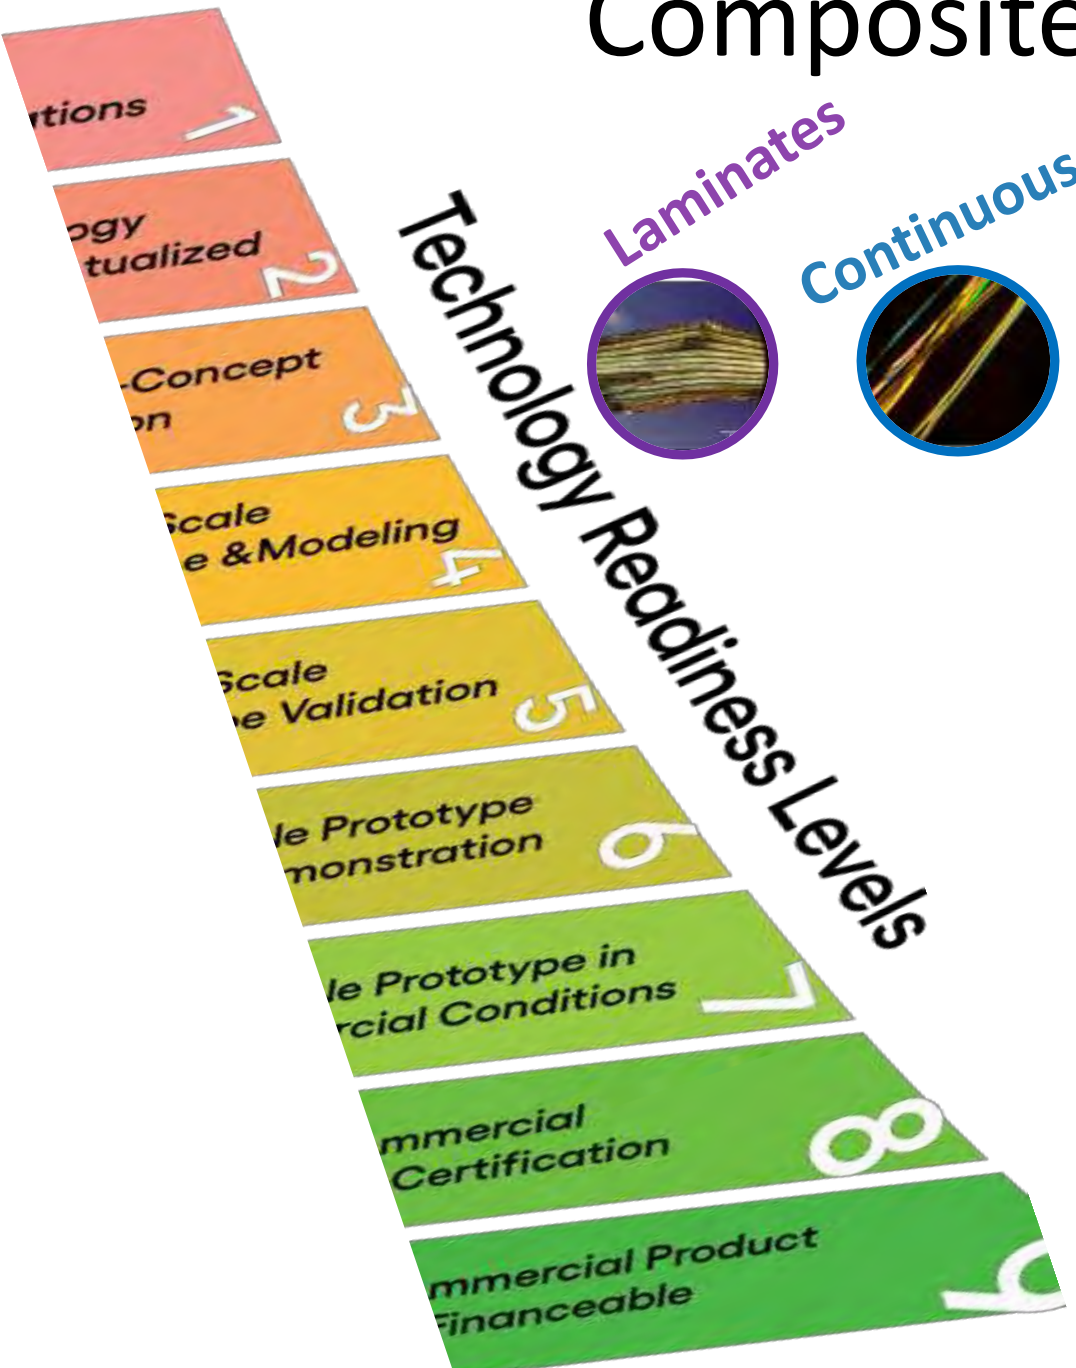 Composite
Laminates
Continuous
Technology Readiness Levels
ations
1
ogy
tualized
2
-Concept
on
3
Scale
e &Modeling
4
Scale
e Validation
5
le Prototype
monstration
6
le Prototype in
rcial Conditions
7
mmercial
Certification
8
mmercial Product
Financeable
9